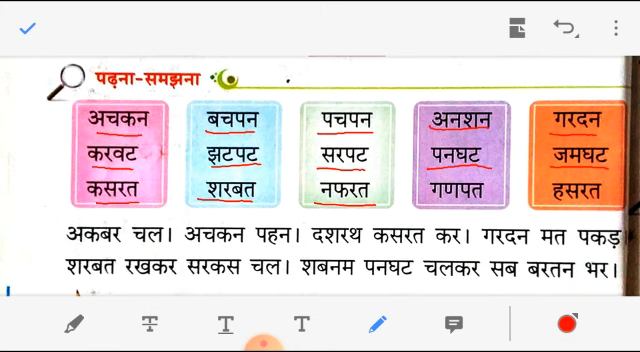 पढ़ना-समझना
अचकन बचपन पचपन अनशन गरदन
करवट झटपट सरपट पनघट जमघट
कसरत शरबत नफरत गणपत हसरत
अकबर चल। अचकन पहन। दशरथ कसरत कर। गरदन मत पकड़।
शरबत रखकर सरकस चल। शबनम पनघट चलकर सब बरतन भर।